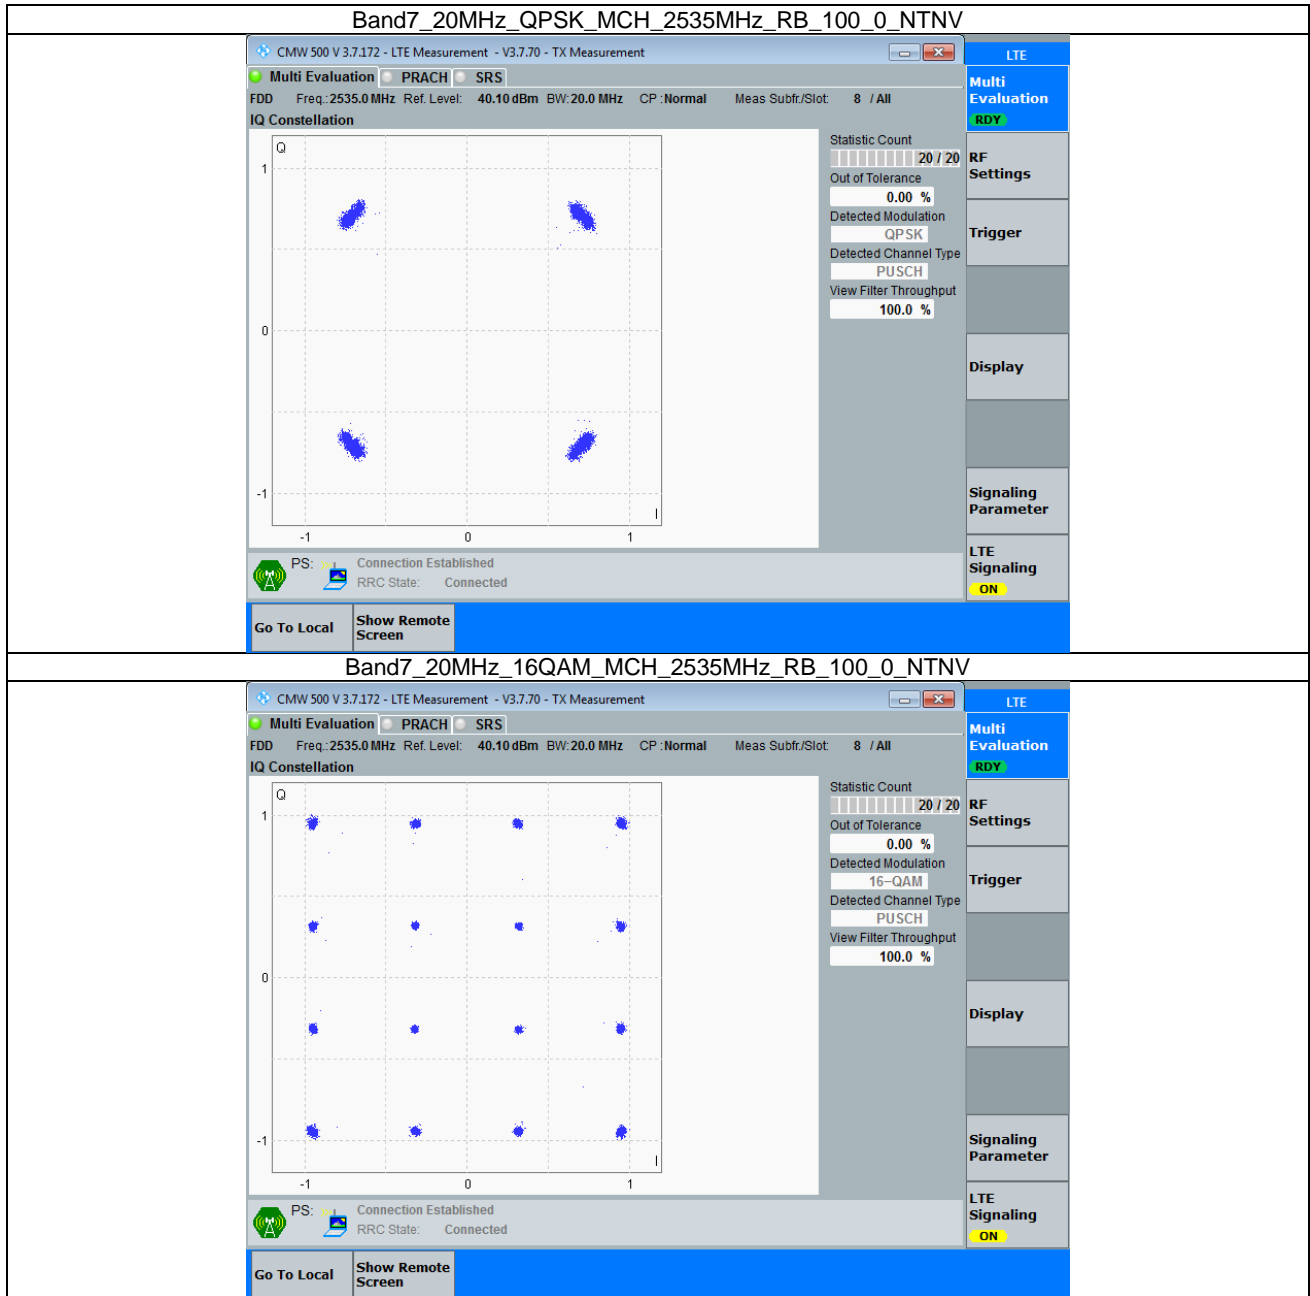 Band7_20MHz_QPSK_MCH_2535MHz_RB_100_0_NTNV
CMW 500 V 3.7.172 - LTE Measurement - V3.7.70 - TX Measurement
LTE
Multi Evaluation PRACH SRS
FDD Freq.: 2535.0 MHz Ref. Level: 40.10 dBm BW: 20.0 MHz CP : Normal Meas Subfr./Slot: 8 / All
IQ Constellation
Multi
Evaluation
RDY
Q
1
0
-1
I
-1 0 1
Statistic Count
20 / 20
Out of Tolerance
0.00 %
Detected Modulation
QPSK
Detected Channel Type
PUSCH
View Filter Throughput
100.0 %
RF
Settings
Trigger
Display
Signaling
Parameter
LTE
Signaling
ON
PS: Connection Established
RRC State: Connected
Go To Local
Show Remote
Screen
Band7_20MHz_16QAM_MCH_2535MHz_RB_100_0_NTNV
CMW 500 V 3.7.172 - LTE Measurement - V3.7.70 - TX Measurement
LTE
Multi Evaluation PRACH SRS
FDD Freq.: 2535.0 MHz Ref. Level: 40.10 dBm BW: 20.0 MHz CP : Normal Meas Subfr./Slot: 8 / All
IQ Constellation
Multi
Evaluation
RDY
Q
1
0
-1
I
-1 0 1
Statistic Count
20 / 20
Out of Tolerance
0.00 %
Detected Modulation
16-QAM
Detected Channel Type
PUSCH
View Filter Throughput
100.0 %
RF
Settings
Trigger
Display
Signaling
Parameter
LTE
Signaling
ON
PS: Connection Established
RRC State: Connected
Go To Local
Show Remote
Screen